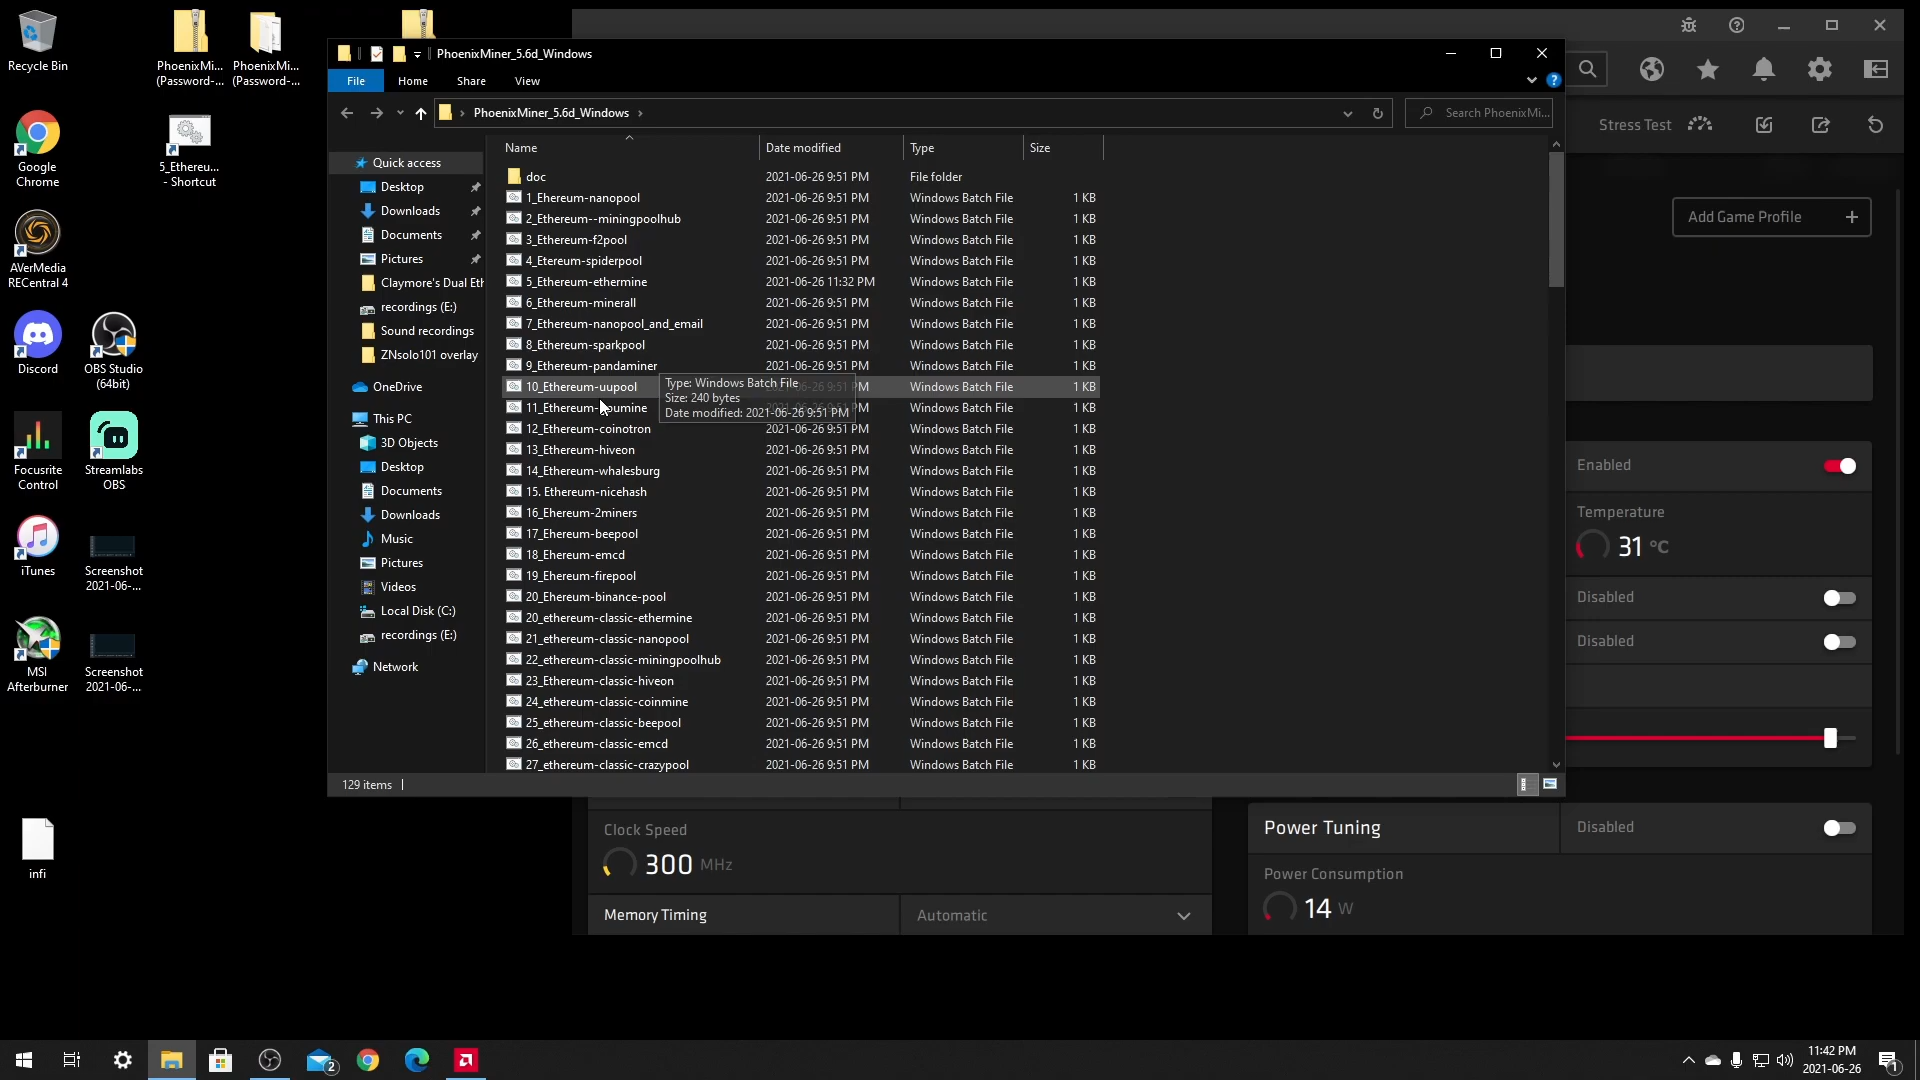 Recycle Bin
PhoenixMi...
(Password-...
PhoenixMi...
(Password-...
Google
Chrome
5_Ethereu...
- Shortcut
AVerMedia
RECentral 4
Discord
OBS Studio
(64bit)
Focusrite
Control
Streamlabs
OBS
iTunes
Screenshot
2021-06-...
MSI
Afterburner
Screenshot
2021-06-...
infi
PhoenixMiner_5.6d_Windows
File Home Share View
PhoenixMiner_5.6d_Windows
Search PhoenixMi...
Quick access
Desktop
Downloads
Documents
Pictures
Claymore's Dual Eth
recordings (E:)
Sound recordings
ZNsolo101 overlay
OneDrive
This PC
3D Objects
Desktop
Documents
Downloads
Music
Pictures
Videos
Local Disk (C:)
recordings (E:)
Network
Name Date modified Type Size
doc 2021-06-26 9:51 PM File folder
1_Ehereum-nanopool 2021-06-26 9:51 PM Windows Batch File 1 KB
2_Ethereum--miningpoolhub 2021-06-26 9:51 PM Windows Batch File 1 KB
3_Ethereum-f2pool 2021-06-26 9:51 PM Windows Batch File 1 KB
4_Etereum-spiderpool 2021-06-26 9:51 PM Windows Batch File 1 KB
5_Ethereum-ethermine 2021-06-26 11:32 PM Windows Batch File 1 KB
6_Ethereum-minerall 2021-06-26 9:51 PM Windows Batch File 1 KB
7_Ethereum-nanopool_and_email 2021-06-26 9:51 PM Windows Batch File 1 KB
8_Ethereum-sparkpool 2021-06-26 9:51 PM Windows Batch File 1 KB
9_Ethereum-pandaminer 2021-06-26 9:51 PM Windows Batch File 1 KB
10_Ethereum-uupool Windows Batch File 1 KB
Type: Windows Batch File
Size: 240 bytes
Date modified: 2021-06-26 9:51 PM
Windows Batch File 1 KB
12_Ethereum-coinotron 2021-06-26 9:51 PM Windows Batch File 1 KB
13_Ethereum-hiveon 2021-06-26 9:51 PM Windows Batch File 1 KB
14_Ethereum-whalesburg 2021-06-26 9:51 PM Windows Batch File 1 KB
15. Ethereum-nicehash 2021-06-26 9:51 PM Windows Batch File 1 KB
16_Ehereum-2miners 2021-06-26 9:51 PM Windows Batch File 1 KB
17_Ehereum-beepool 2021-06-26 9:51 PM Windows Batch File 1 KB
18_Ehereum-emcd 2021-06-26 9:51 PM Windows Batch File 1 KB
19_Ehereum-firepool 2021-06-26 9:51 PM Windows Batch File 1 KB
20_Ehereum-binance-pool 2021-06-26 9:51 PM Windows Batch File 1 KB
20_ethereum-classic-ethermine 2021-06-26 9:51 PM Windows Batch File 1 KB
21_ethereum-classic-nanopool 2021-06-26 9:51 PM Windows Batch File 1 KB
22_ethereum-classic-miningpoolhub 2021-06-26 9:51 PM Windows Batch File 1 KB
23_Ethereum-classic-hiveon 2021-06-26 9:51 PM Windows Batch File 1 KB
24_ethereum-classic-coinmine 2021-06-26 9:51 PM Windows Batch File 1 KB
25_ethereum-classic-beepool 2021-06-26 9:51 PM Windows Batch File 1 KB
26_ethereum-classic-emcd 2021-06-26 9:51 PM Windows Batch File 1 KB
27_ethereum-classic-crazypool 2021-06-26 9:51 PM Windows Batch File 1 KB
129 items
Stress Test
Add Game Profile +
Enabled
Temperature
31 °C
Disabled
Disabled
Clock Speed
300 MHz
Memory Timing Automatic
Power Tuning Disabled
Power Consumption
14 W
2
11:42 PM
2021-06-26
1